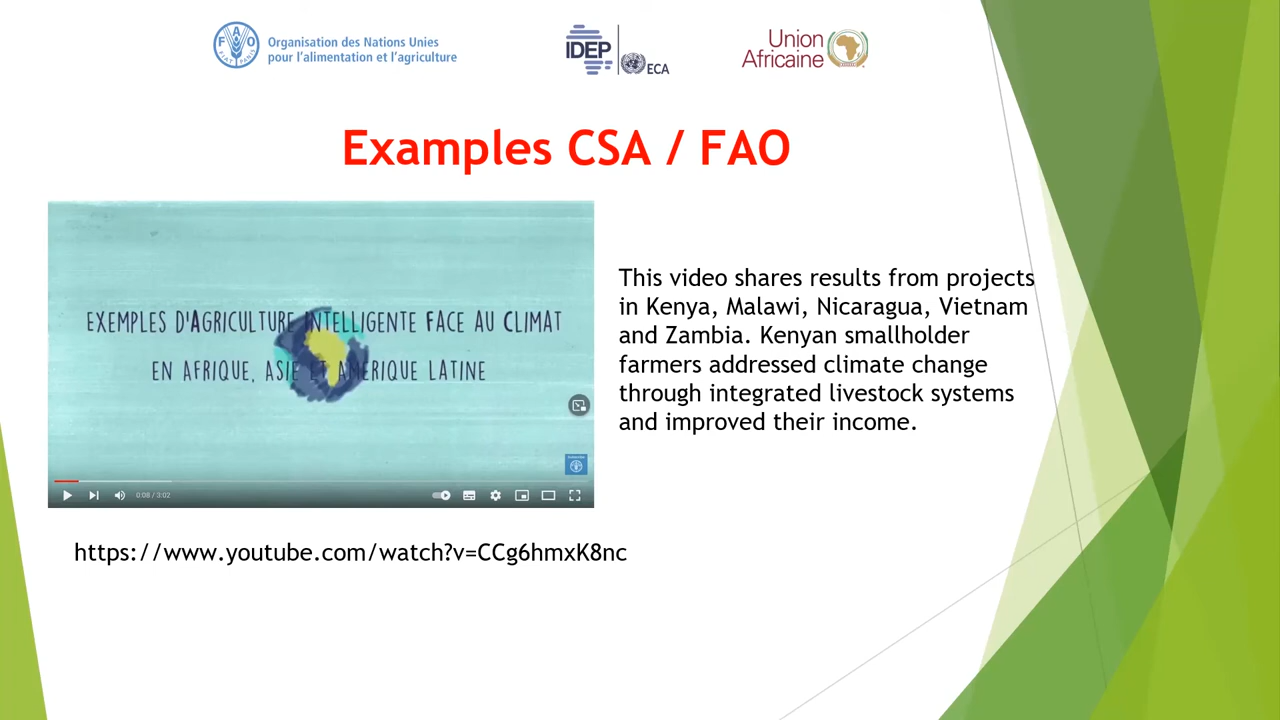 FAO
FIAT PANIS
Organisation des Nations Unies
pour l'alimentation et l'agriculture
IDEP
ECA
Union
Africaine
Examples CSA / FAO
EXEMPLES D'AGRICULTURE INTELLIGENTE FACE AU CLIMAT
EN AFRIQUE, ASIE ET AMÉRIQUE LATINE
0:08 / 3:02
This video shares results from projects
in Kenya, Malawi, Nicaragua, Vietnam
and Zambia. Kenyan smallholder
farmers addressed climate change
through integrated livestock systems
and improved their income.
https://www.youtube.com/watch?v=CCg6hmxK8nc